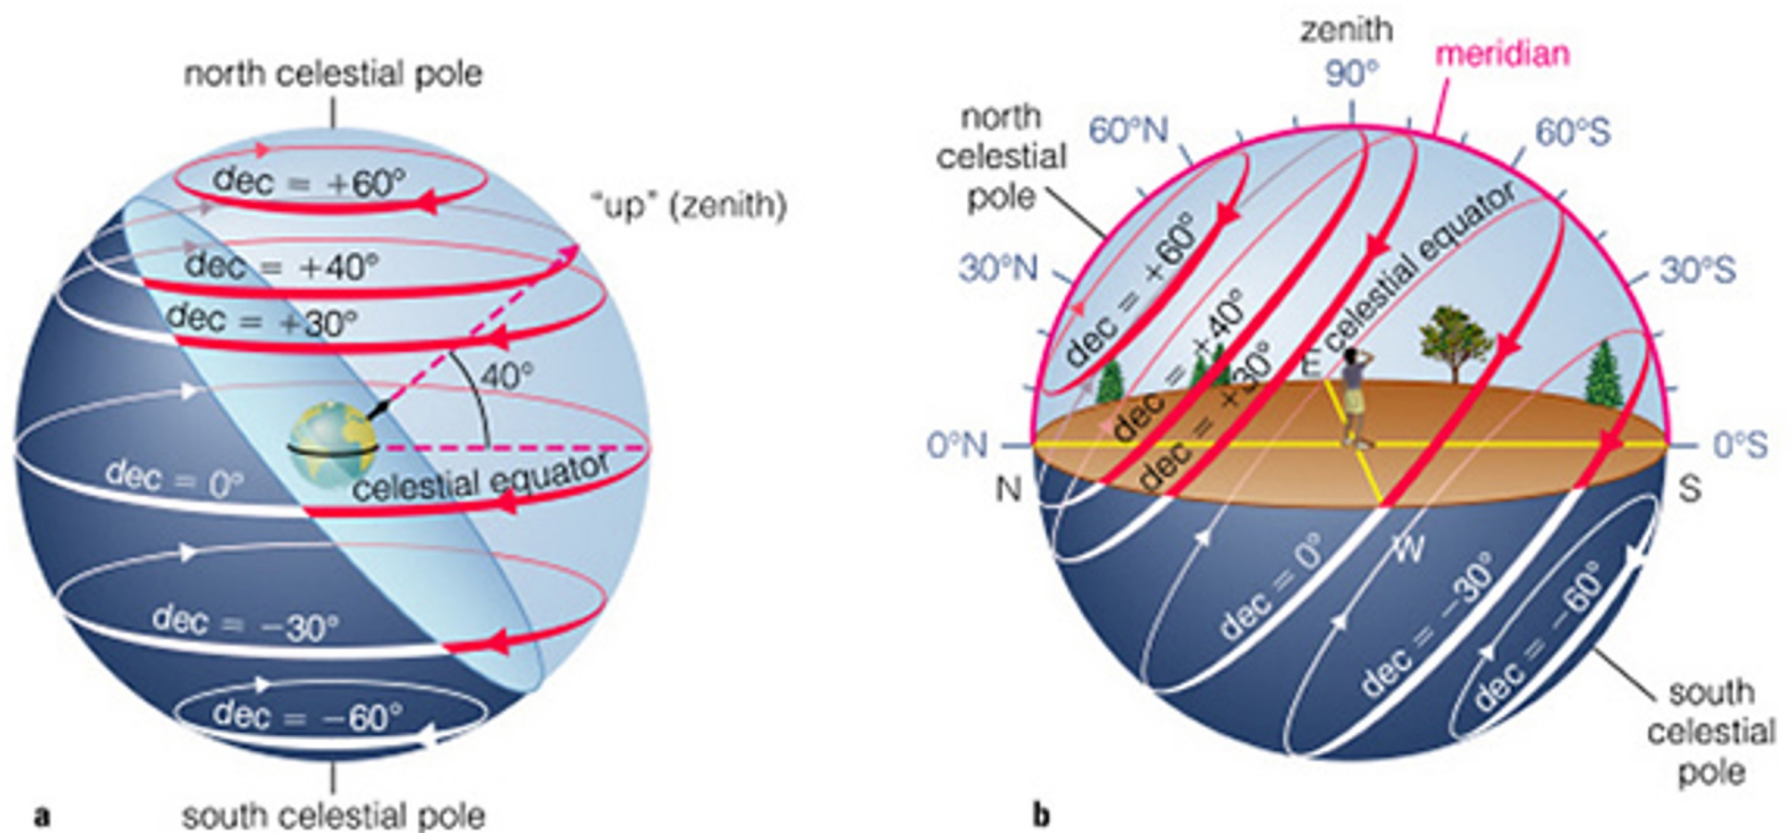 north celestial pole
dec = +60°
"up" (zenith)
dec = +40°
dec = +30°
40°
dec = 0°
celestial equator
dec = −30°
dec = −60°
south celestial pole
a
zenith
90°
meridian
north
celestial
pole
60°N
60°S
30°N
30°S
dec = +60°
dec = +40°
dec = +30°
celestial equator
E
0°N
0°S
N
S
W
dec = 0°
dec = −30°
dec = −60°
south
celestial
pole
b